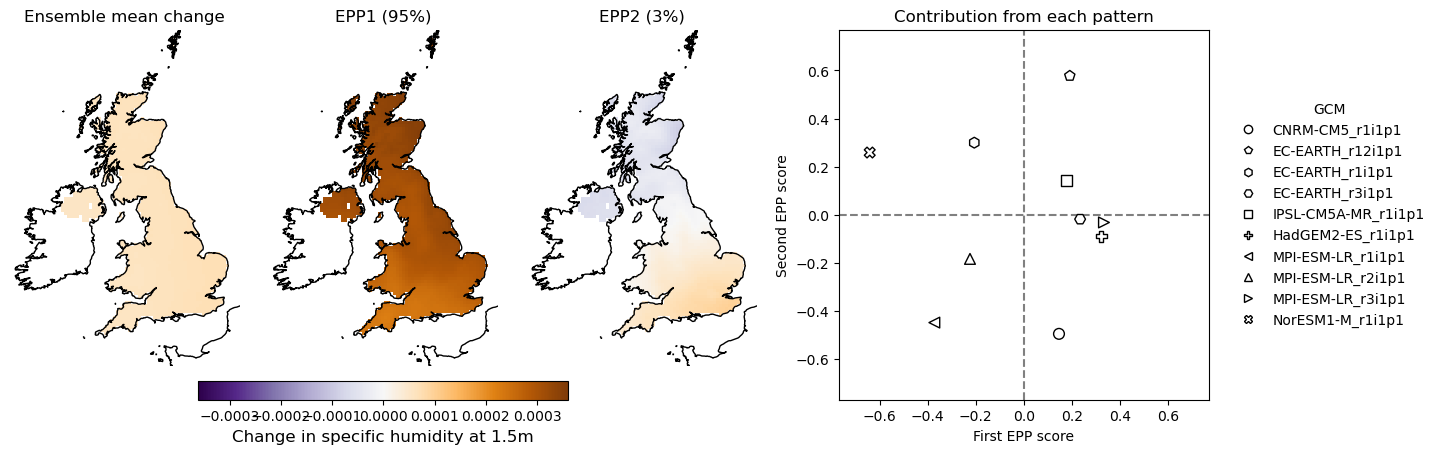 Ensemble mean change
EPP1 (95%)
EPP2 (3%)
−0.0003
−0.0002
−0.0001
0.0000
0.0001
0.0002
0.0003
Change in specific humidity at 1.5m
Contribution from each pattern
Second EPP score
0.6
0.4
0.2
0.0
−0.2
−0.4
−0.6
−0.6
−0.4
−0.2
0.0
0.2
0.4
0.6
First EPP score
GCM
CNRM-CM5_r1i1p1
EC-EARTH_r12i1p1
EC-EARTH_r1i1p1
EC-EARTH_r3i1p1
IPSL-CM5A-MR_r1i1p1
HadGEM2-ES_r1i1p1
MPI-ESM-LR_r1i1p1
MPI-ESM-LR_r2i1p1
MPI-ESM-LR_r3i1p1
NorESM1-M_r1i1p1